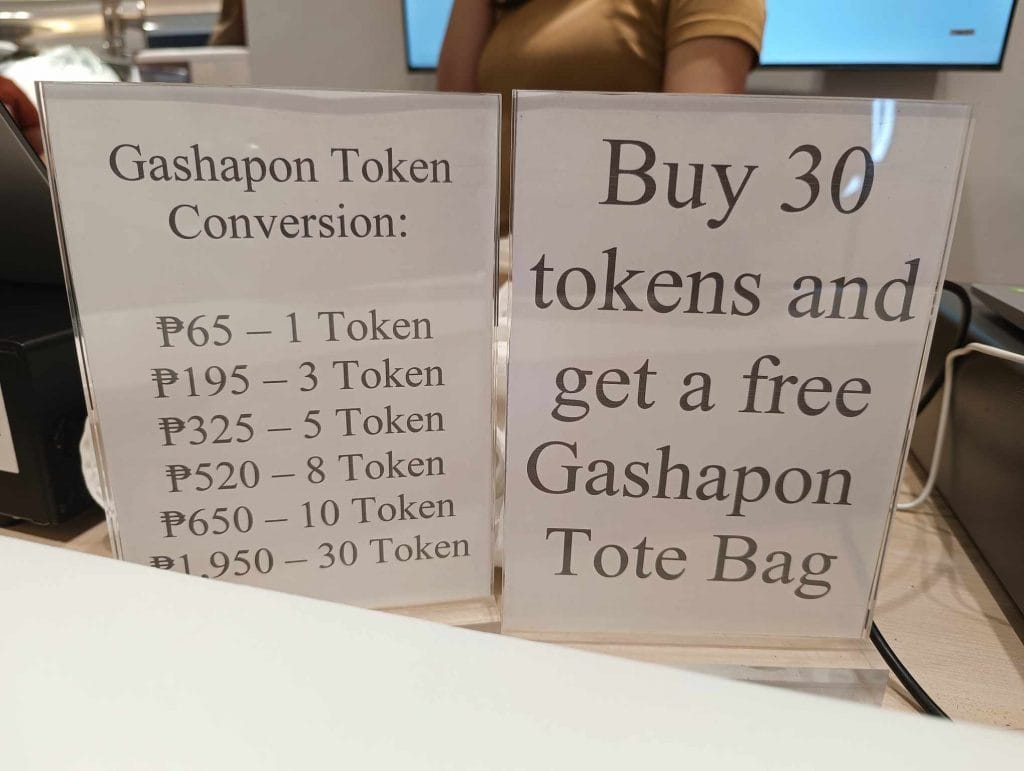 Gashapon Token
Conversion:
₱65 – 1 Token
₱195 – 3 Token
₱325 – 5 Token
₱520 – 8 Token
₱650 – 10 Token
₱1,950 – 30 Token
Buy 30
tokens and
get a free
Gashapon
Tote Bag